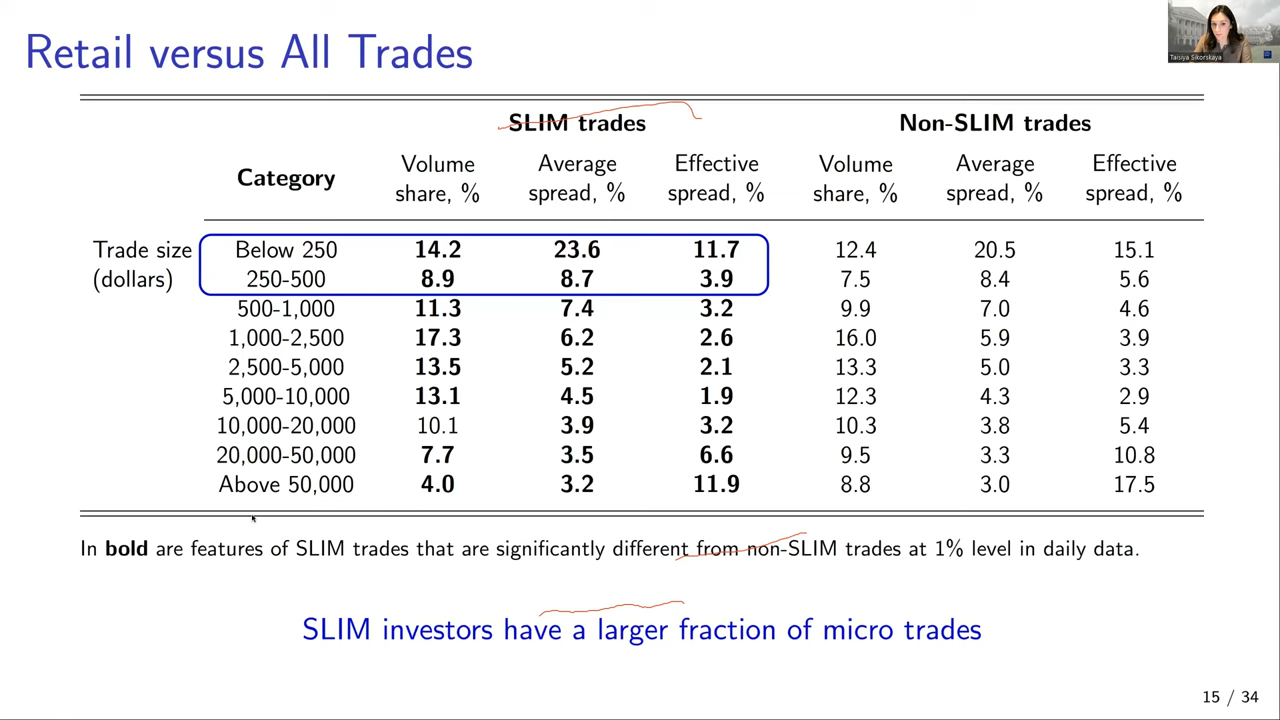 Retail versus All Trades
Taisiya Sikorskaya
SLIM trades Non-SLIM trades
Category Volume share, % Average spread, % Effective spread, % Volume share, % Average spread, % Effective spread, %
Trade size Below 250 14.2 23.6 11.7 12.4 20.5 15.1
(dollars) 250-500 8.9 8.7 3.9 7.5 8.4 5.6
500-1,000 11.3 7.4 3.2 9.9 7.0 4.6
1,000-2,500 17.3 6.2 2.6 16.0 5.9 3.9
2,500-5,000 13.5 5.2 2.1 13.3 5.0 3.3
5,000-10,000 13.1 4.5 1.9 12.3 4.3 2.9
10,000-20,000 10.1 3.9 3.2 10.3 3.8 5.4
20,000-50,000 7.7 3.5 6.6 9.5 3.3 10.8
Above 50,000 4.0 3.2 11.9 8.8 3.0 17.5
In bold are features of SLIM trades that are significantly different from non-SLIM trades at 1% level in daily data.
SLIM investors have a larger fraction of micro trades
15 / 34